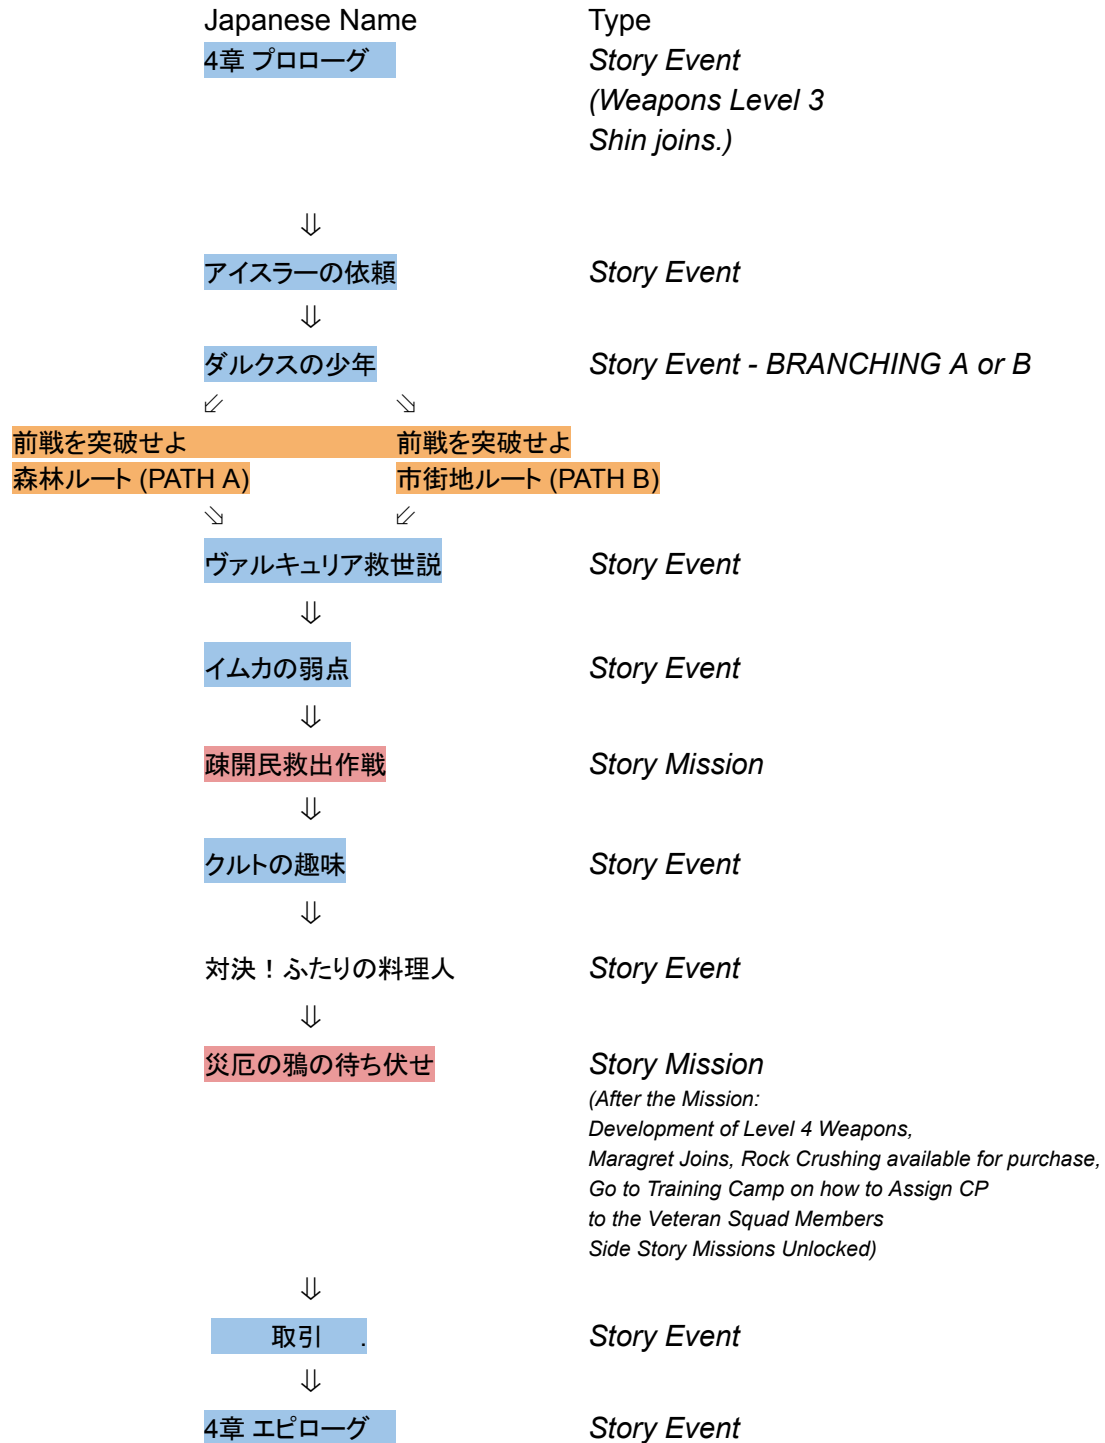 Japanese Name Type
4章 プロローグ Story Event
(Weapons Level 3
Shin joins.)
⇓
アイスラーの依頼 Story Event
⇓
ダルクスの少年 Story Event - BRANCHING A or B
⇙ ⇘
前戦を突破せよ 前戦を突破せよ
森林ルート (PATH A) 市街地ルート (PATH B)
⇘ ⇙
ヴァルキュリア救世説 Story Event
⇓
イムカの弱点 Story Event
⇓
疎開民救出作戦 Story Mission
⇓
クルトの趣味 Story Event
⇓
対決！ふたりの料理人 Story Event
⇓
災厄の鴉の待ち伏せ Story Mission
(After the Mission:
Development of Level 4 Weapons,
Maragret Joins, Rock Crushing available for purchase,
Go to Training Camp on how to Assign CP
to the Veteran Squad Members
Side Story Missions Unlocked)
⇓
取引 . Story Event
⇓
4章 エピローグ Story Event